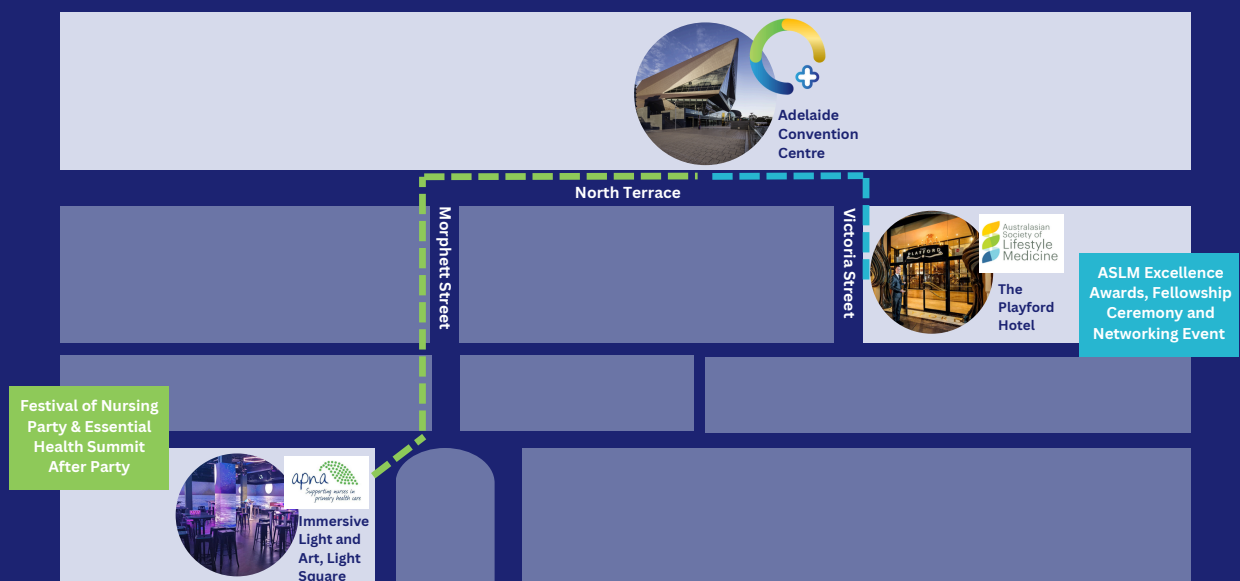 Adelaide
Convention
Centre
North Terrace
Morphett Street
Victoria Street
PLAYFORD
Australasian
Society of
Lifestyle
Medicine
The
Playford
Hotel
ASLM Excellence
Awards, Fellowship
Ceremony and
Networking Event
Festival of Nursing
Party & Essential
Health Summit
After Party
apna
Supporting nurses in
primary health care
Immersive
Light and
Art, Light
Square